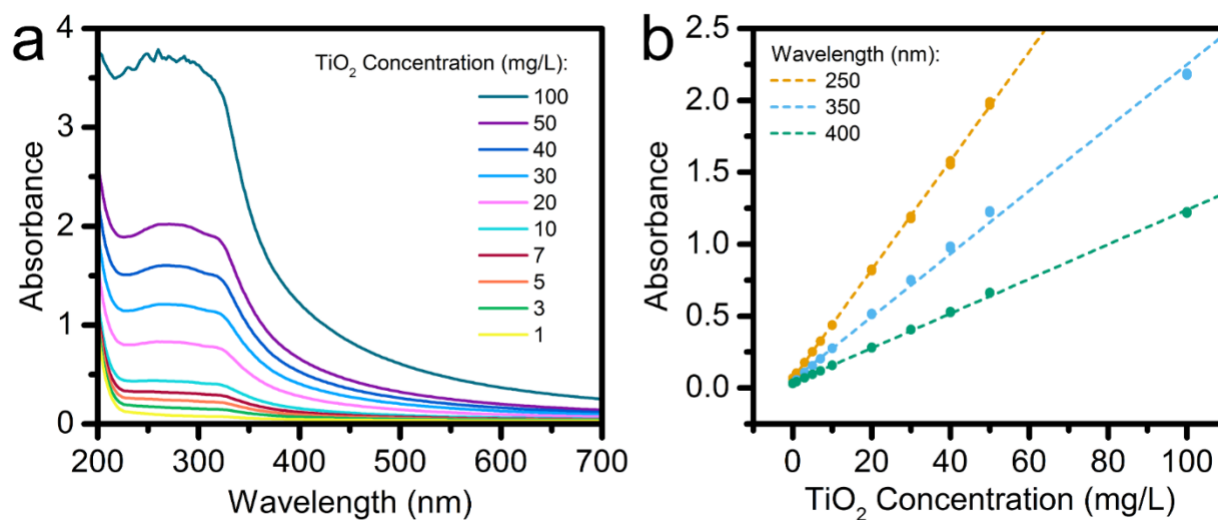 a
4
3
2
1
0
200 300 400 500 600 700
Absorbance
Wavelength (nm)
TiO₂ Concentration (mg/L):
100
50
40
30
20
10
7
5
3
1
b
2.5
2.0
1.5
1.0
0.5
0.0
0 20 40 60 80 100
Absorbance
TiO₂ Concentration (mg/L)
Wavelength (nm):
250
350
400